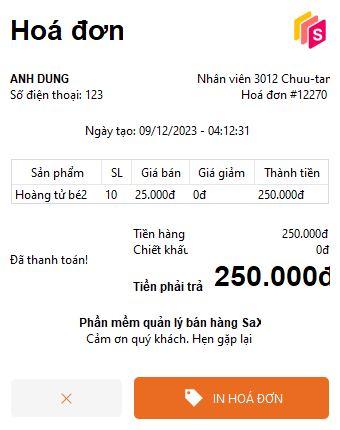 Hoá đơn
S
ANH DUNG
Nhân viên 3012 Chuu-tar
Số điện thoại: 123
Hoá đơn #12270
Ngày tạo: 09/12/2023 - 04:12:31
Sản phẩm SL Giá bán Giá giảm Thành tiền
Hoàng tử bé2 10 25.000đ 0đ 250.000đ
Tiền hàng 250.000đ
Chiết khấu 0đ
Đã thanh toán!
Tiền phải trả 250.000đ
Phần mềm quản lý bán hàng SaX
Cảm ơn quý khách. Hẹn gặp lại
IN HOÁ ĐƠN